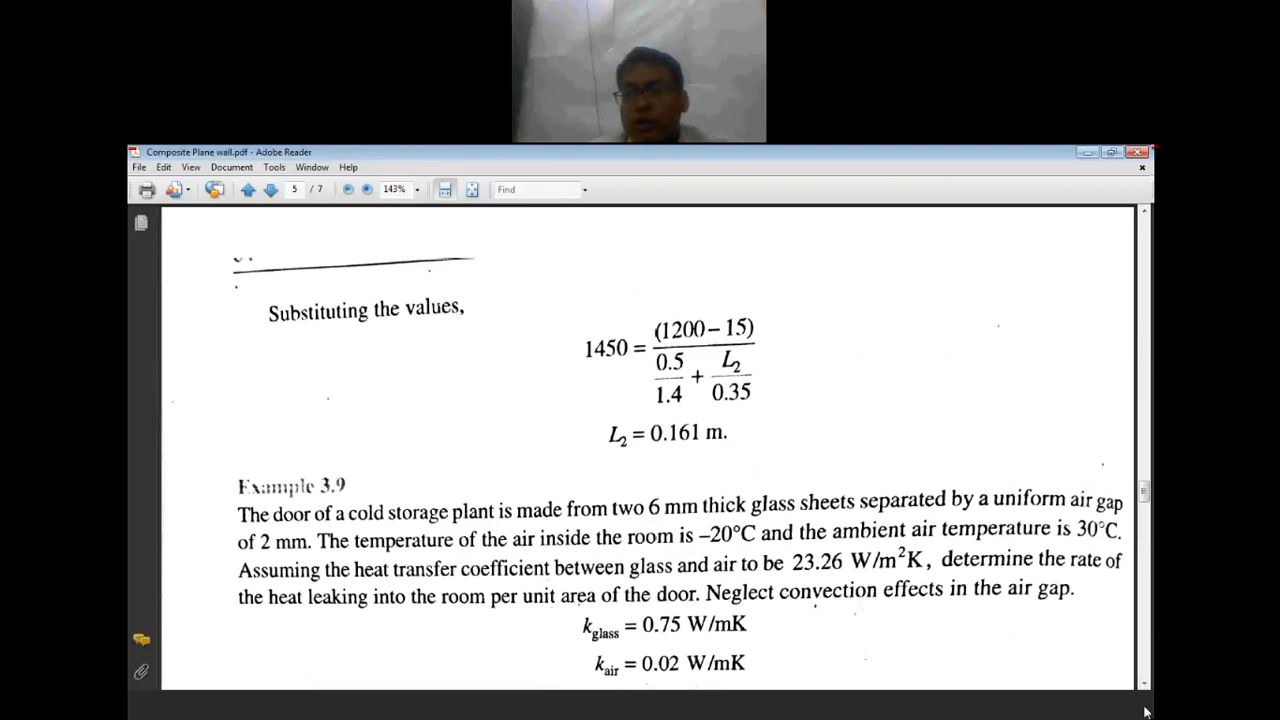 Composite Plane wall.pdf - Adobe Reader
File Edit View Document Tools Window Help
5 / 7 143% Find
Substituting the values,
1450 = (1200 – 15) / (0.5/1.4 + L₂/0.35)
L₂ = 0.161 m.
Example 3.9
The door of a cold storage plant is made from two 6 mm thick glass sheets separated by a uniform air gap
of 2 mm. The temperature of the air inside the room is –20°C and the ambient air temperature is 30°C.
Assuming the heat transfer coefficient between glass and air to be 23.26 W/m²K, determine the rate of
the heat leaking into the room per unit area of the door. Neglect convection effects in the air gap.
k_glass = 0.75 W/mK
k_air = 0.02 W/mK